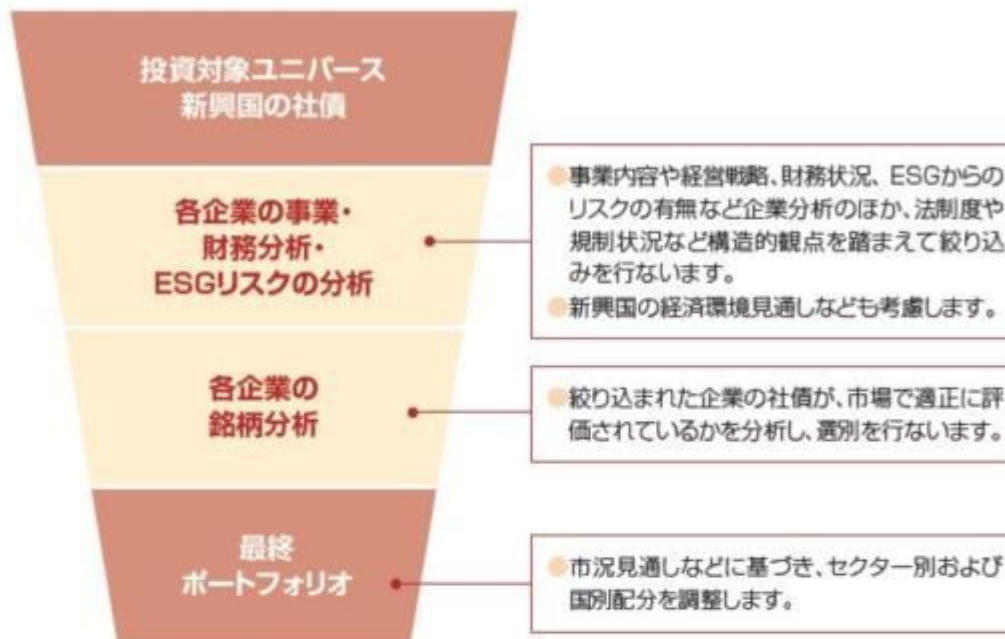 投資対象ユニバース
新興国の社債
各企業の事業・
財務分析・
ESGリスクの分析
●事業内容や経営戦略、財務状況、ESGからの
リスクの有無など企業分析のほか、法制度や
規制状況など構造的観点を踏まえて絞り込
みを行ないます。
●新興国の経済環境見通しなども考慮します。
各企業の
銘柄分析
●絞り込まれた企業の社債が、市場で適正に評
価されているかを分析し、選別を行ないます。
最終
ポートフォリオ
●市況見通しなどに基づき、セクター別および
国別配分を調整します。